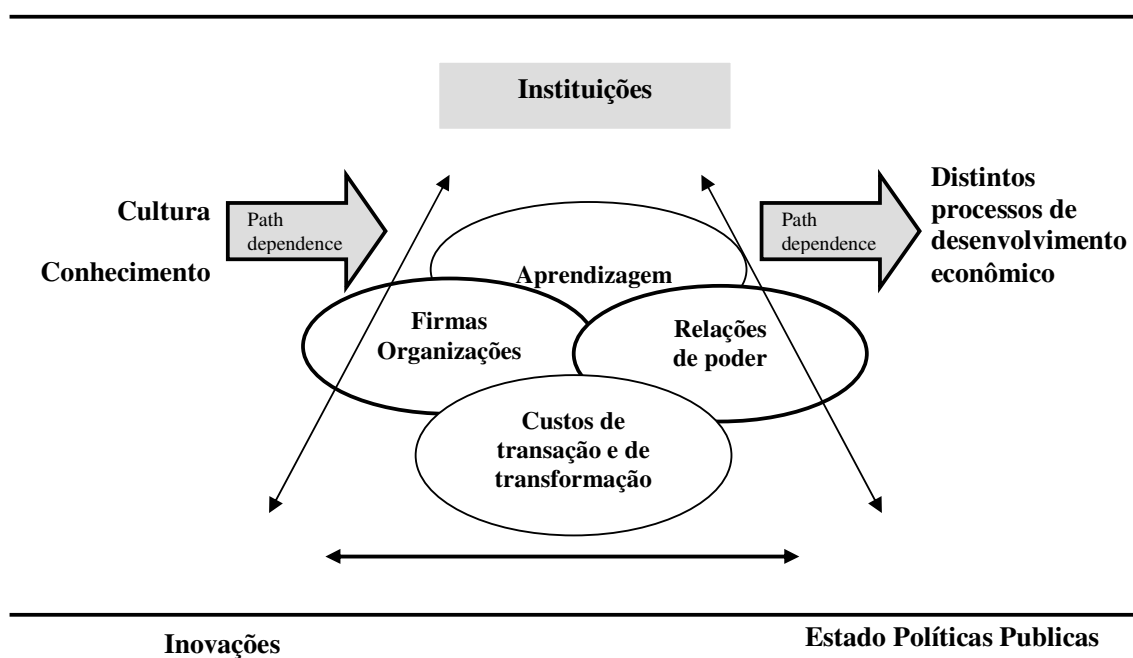 Instituições
Cultura
Conhecimento
Path
dependence
Path
dependence
Distintos
processos de
desenvolvimento
econômico
Aprendizagem
Firmas
Organizações
Relações
de poder
Custos de
transação e de
transformação
Inovações
Estado Políticas Publicas